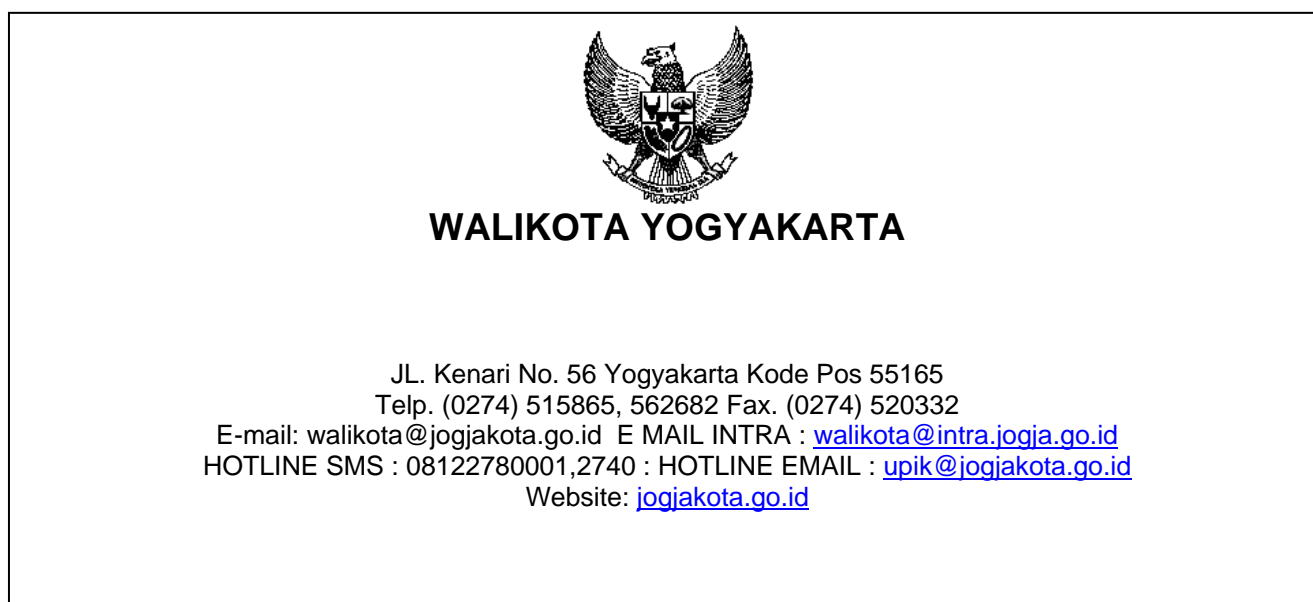 WALIKOTA YOGYAKARTA
JL. Kenari No. 56 Yogyakarta Kode Pos 55165
Telp. (0274) 515865, 562682 Fax. (0274) 520332
E-mail: walikota@jogjakota.go.id E MAIL INTRA : walikota@intra.jogja.go.id
HOTLINE SMS : 08122780001,2740 : HOTLINE EMAIL : upik@jogjakota.go.id
Website: jogjakota.go.id